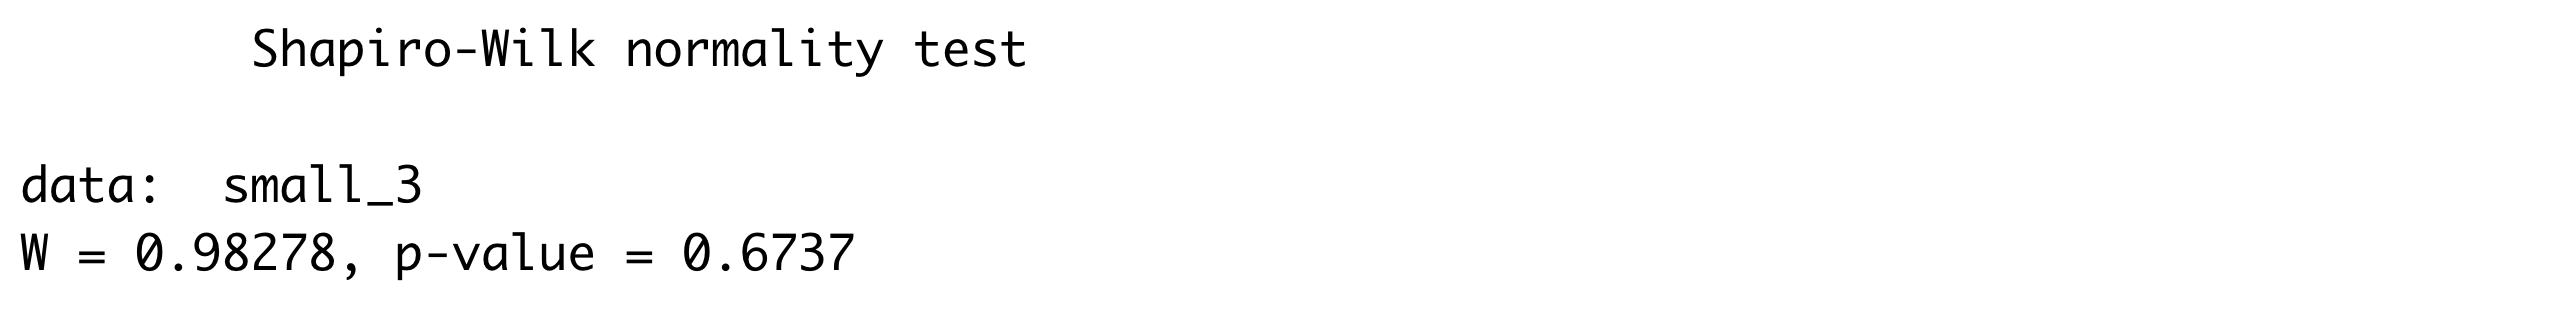 Shapiro-Wilk normality test
data:  small_3
W = 0.98278, p-value = 0.6737